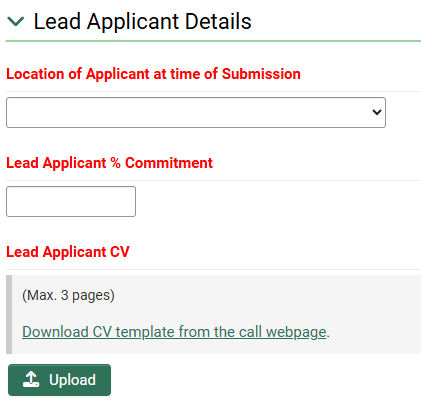 Lead Applicant Details
Location of Applicant at time of Submission
Lead Applicant % Commitment
Lead Applicant CV
(Max. 3 pages)
Download CV template from the call webpage.
Upload